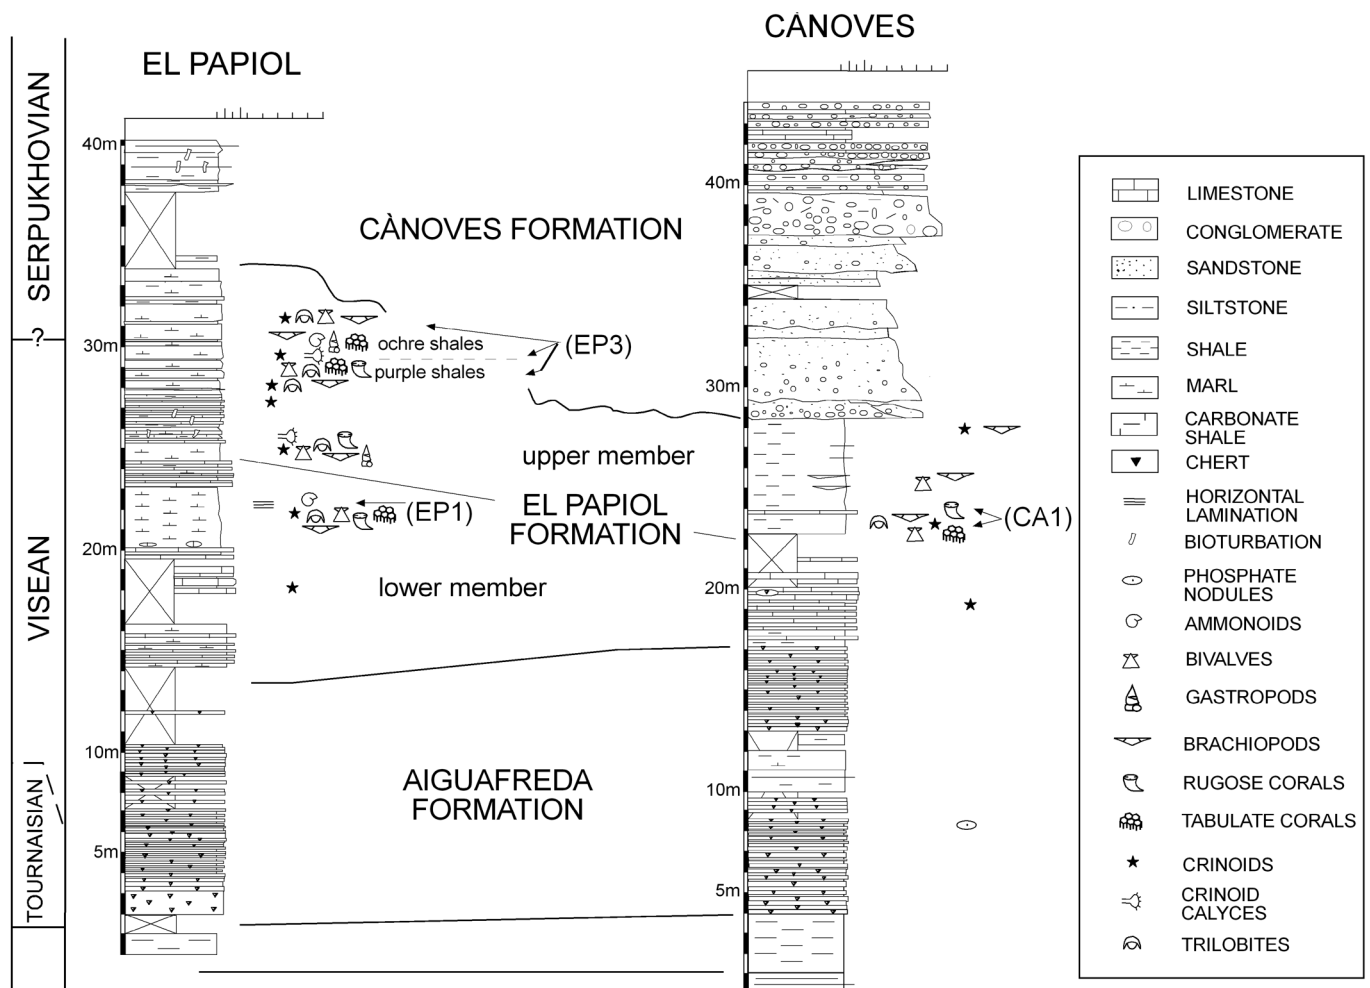 CÀNOVES
EL PAPIOL
SERPUKHOVIAN
-?-
VISEAN
TOURNAISIAN
40m
30m
20m
10m
5m
CÀNOVES FORMATION
ochre shales
purple shales
(EP3)
upper member
(EP1)
EL PAPIOL
FORMATION
lower member
AIGUAFREDA
FORMATION
40m
30m
20m
10m
5m
(CA1)
LIMESTONE
CONGLOMERATE
SANDSTONE
SILTSTONE
SHALE
MARL
CARBONATE
SHALE
CHERT
HORIZONTAL
LAMINATION
BIOTURBATION
PHOSPHATE
NODULES
AMMONOIDS
BIVALVES
GASTROPODS
BRACHIOPODS
RUGOSE CORALS
TABULATE CORALS
CRINOIDS
CRINOID
CALYCES
TRILOBITES